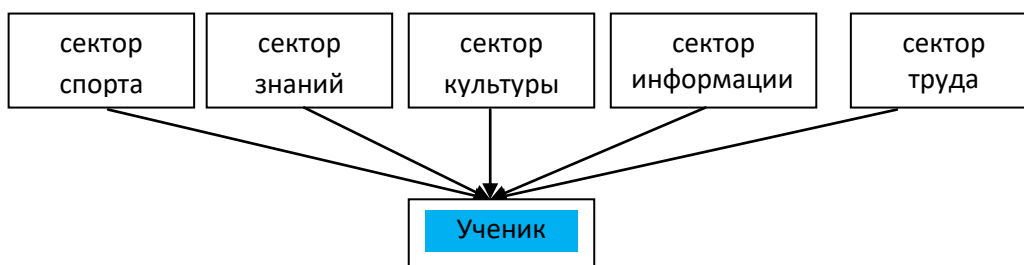 сектор
спорта
сектор
знаний
сектор
культуры
сектор
информации
сектор
труда
Ученик